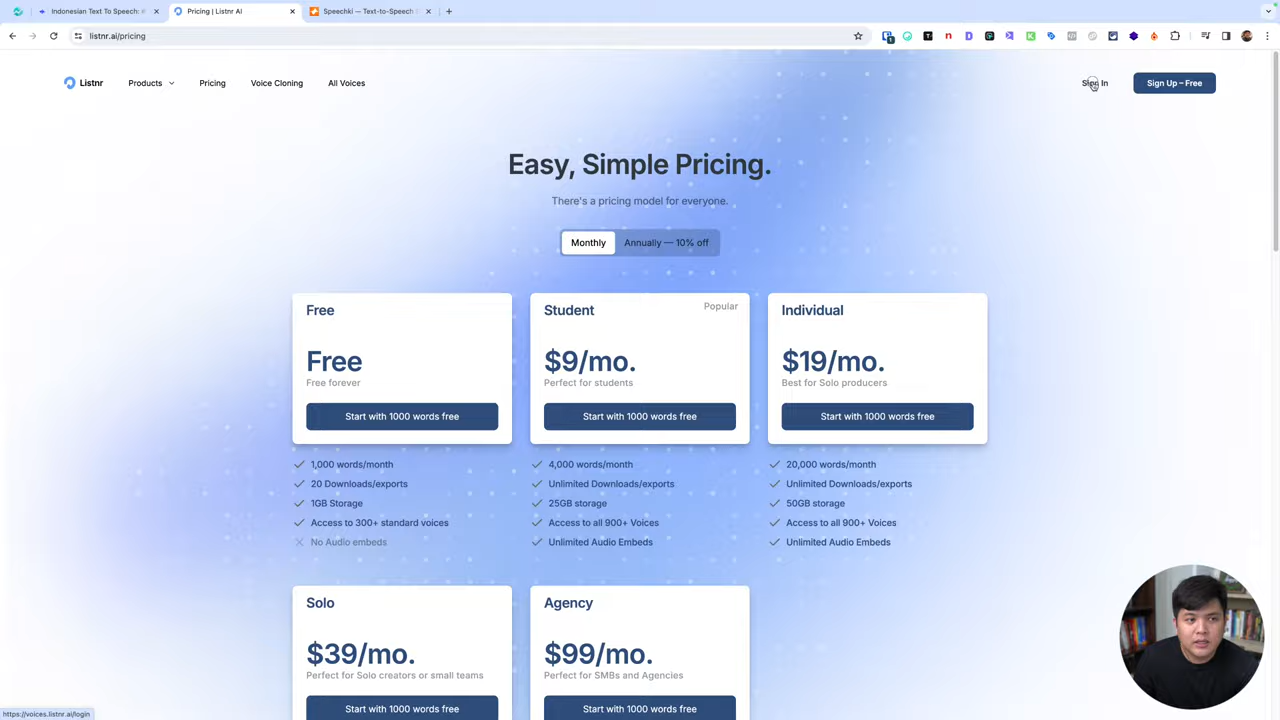 Indonesian Text To Speech:
Pricing | Listnr AI
Speechki — Text-to-Speech
listnr.ai/pricing
Listnr
Products
Pricing
Voice Cloning
All Voices
Sign In
Sign Up – Free
Easy, Simple Pricing.
There's a pricing model for everyone.
Monthly
Annually — 10% off
Free
Free
Free forever
Start with 1000 words free
1,000 words/month
20 Downloads/exports
1GB Storage
Access to 300+ standard voices
No Audio embeds
Student
Popular
$9/mo.
Perfect for students
Start with 1000 words free
4,000 words/month
Unlimited Downloads/exports
25GB storage
Access to all 900+ Voices
Unlimited Audio Embeds
Individual
$19/mo.
Best for Solo producers
Start with 1000 words free
20,000 words/month
Unlimited Downloads/exports
50GB storage
Access to all 900+ Voices
Unlimited Audio Embeds
Solo
$39/mo.
Perfect for Solo creators or small teams
Start with 1000 words free
Agency
$99/mo.
Perfect for SMBs and Agencies
Start with 1000 words free
https://voices.listnr.ai/login